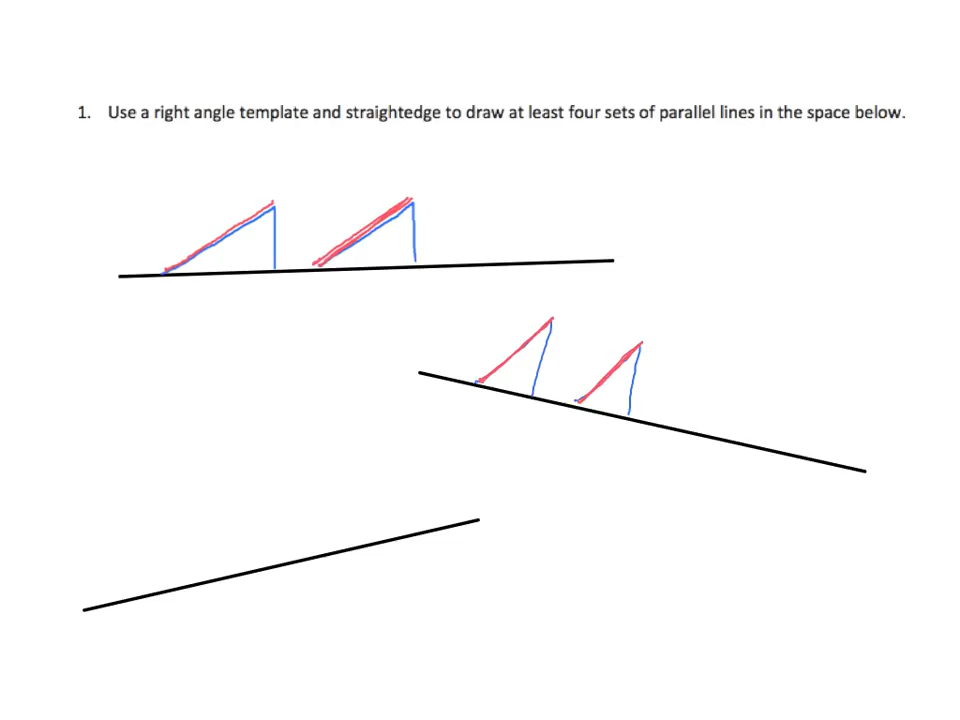 1. Use a right angle template and straightedge to draw at least four sets of parallel lines in the space below.